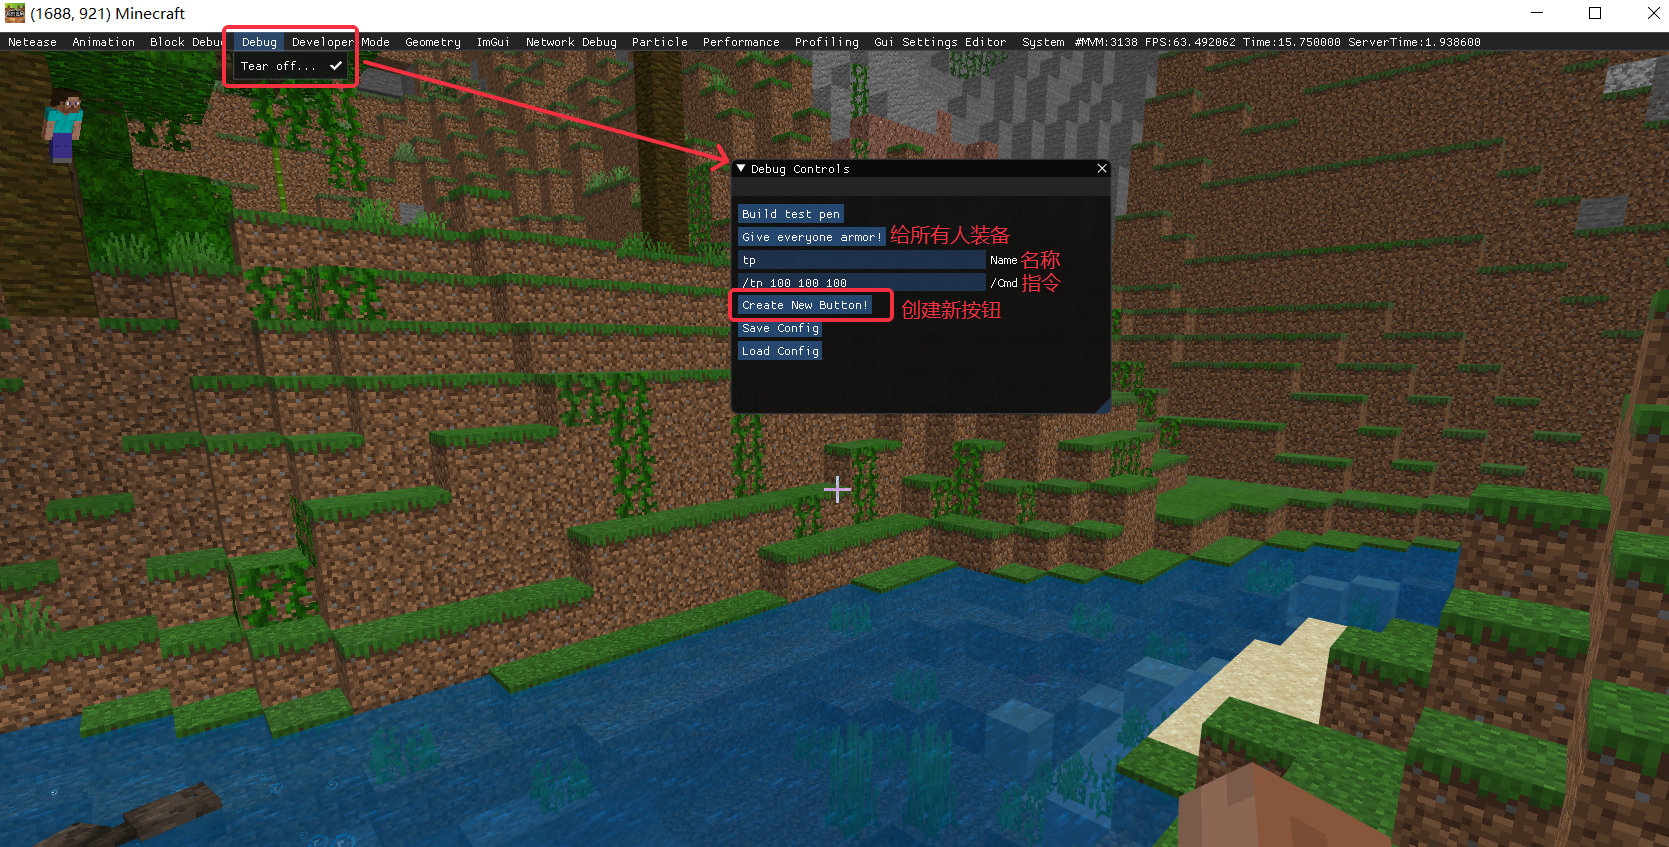 (1688, 921) Minecraft
Netease Animation Block Debug Debug Developer Mode Geometry ImGui Network Debug Particle Performance Profiling Gui Settings Editor System #MVM:3138 FPS:63.492062 Time:15.750000 ServerTime:1.938600
Tear off...
Debug Controls
Build test pen
Give everyone armor! 给所有人装备
tp Name 名称
/tp 100 100 100 /Cmd 指令
Create New Button! 创建新按钮
Save Config
Load Config